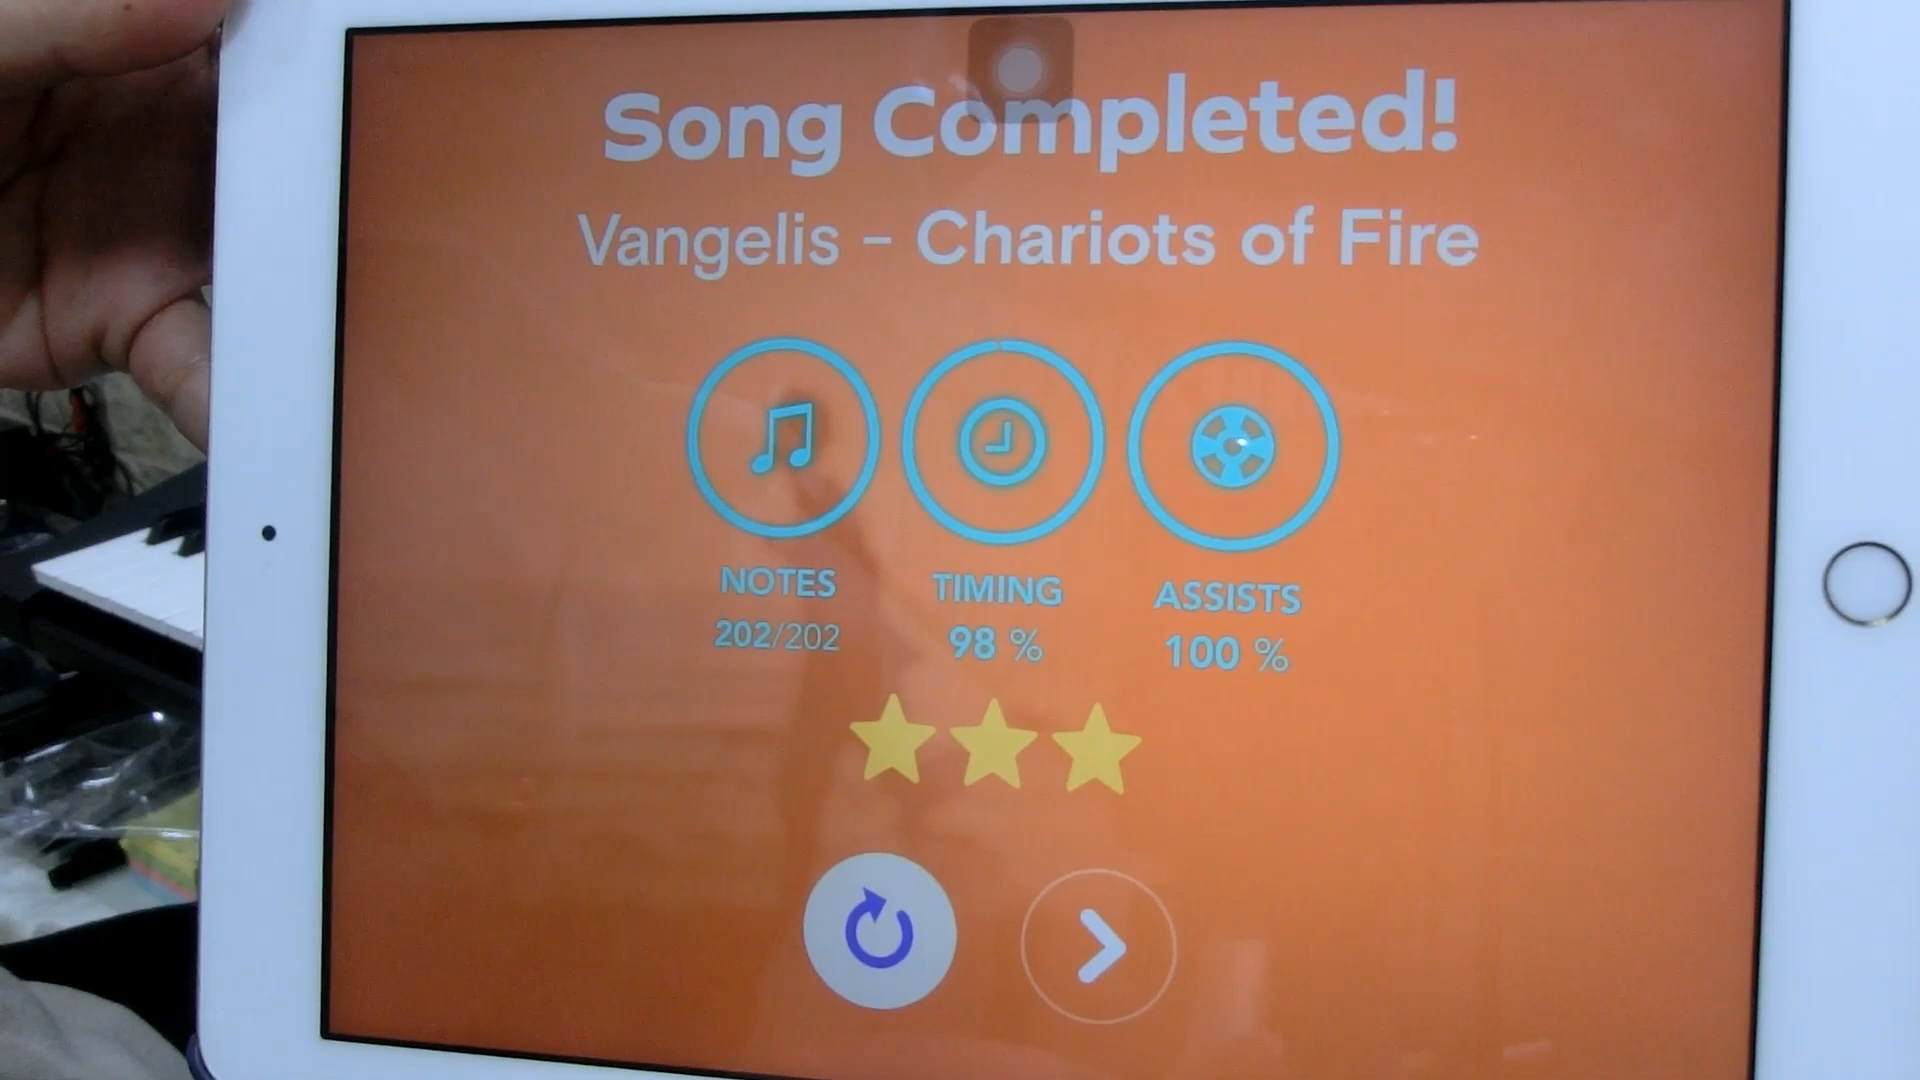 Song Completed!
Vangelis - Chariots of Fire
NOTES TIMING ASSISTS
202/202 98 % 100 %